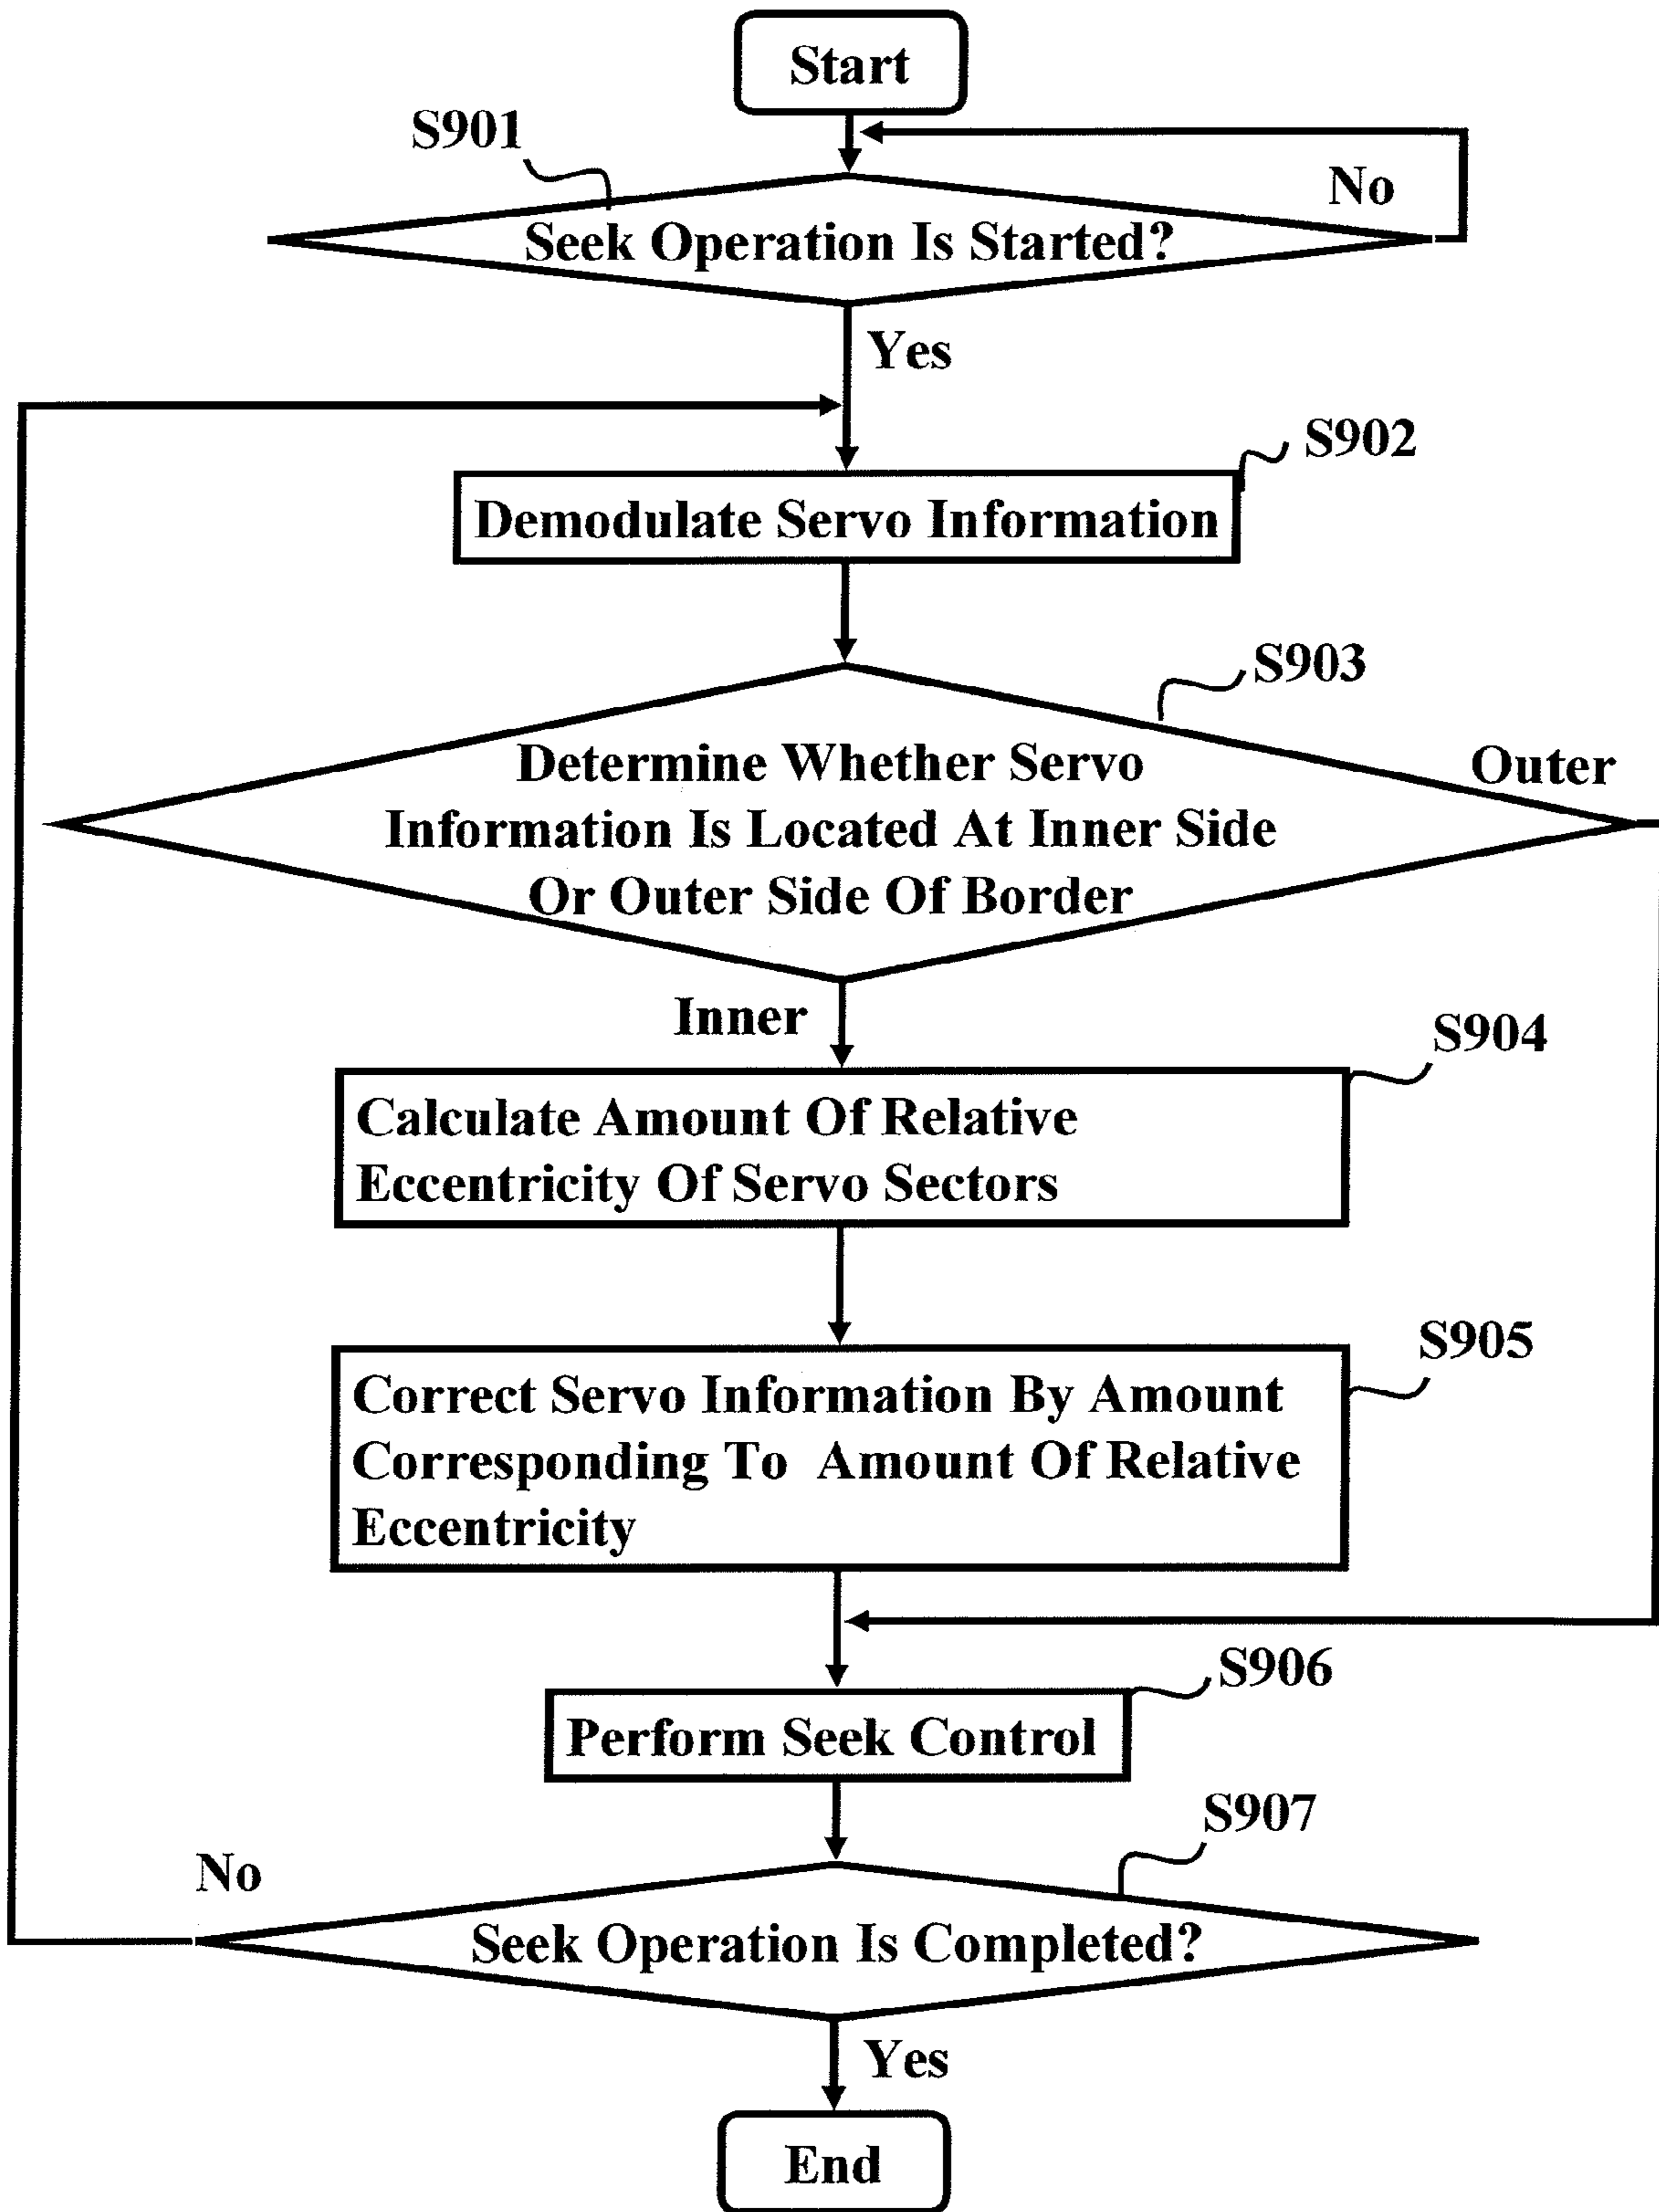 Start
S901
No
Seek Operation Is Started?
Yes
S902
Demodulate Servo Information
S903
Determine Whether Servo
Outer
Information Is Located At Inner Side
Or Outer Side Of Border
Inner
S904
Calculate Amount Of Relative
Eccentricity Of Servo Sectors
S905
Correct Servo Information By Amount
Corresponding To Amount Of Relative
Eccentricity
S906
Perform Seek Control
S907
No
Seek Operation Is Completed?
Yes
End